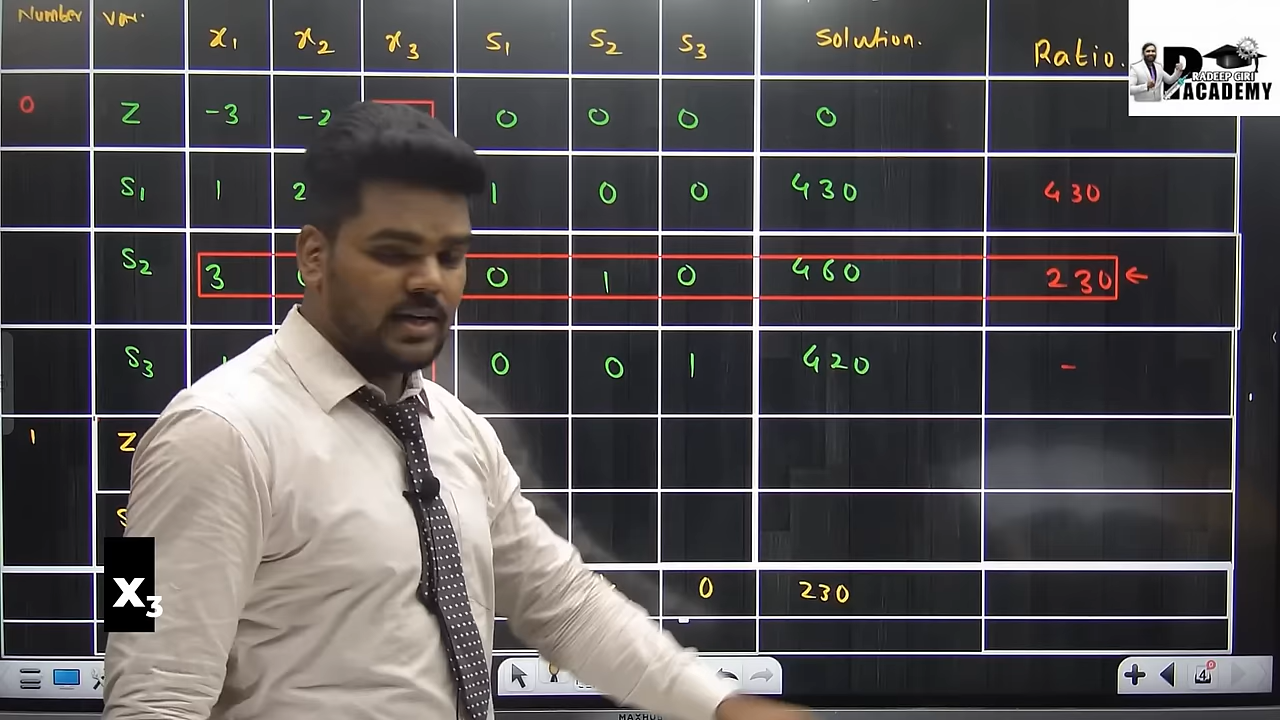 Number Var. x₁ x₂ x₃ S₁ S₂ S₃ Solution. Ratio.
PRADEEP GIRI
ACADEMY
0 Z -3 -2 0 0 0 0
S₁ 1 2 1 0 0 430 430
S₂ 3 0 1 0 460 230 ←
S₃ 0 0 1 420 -
1 Z
0 230
x₃
4
MAXHUB